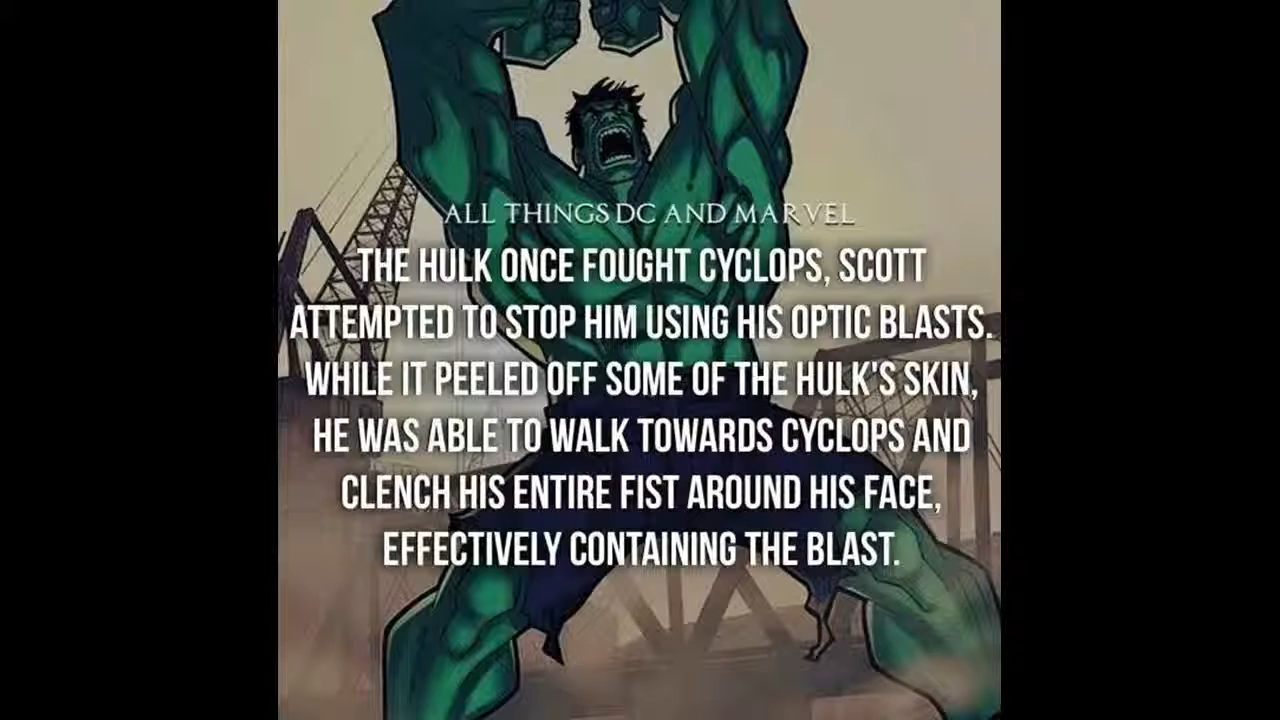 ALL THINGS DC AND MARVEL
THE HULK ONCE FOUGHT CYCLOPS, SCOTT
ATTEMPTED TO STOP HIM USING HIS OPTIC BLASTS.
WHILE IT PEELED OFF SOME OF THE HULK'S SKIN,
HE WAS ABLE TO WALK TOWARDS CYCLOPS AND
CLENCH HIS ENTIRE FIST AROUND HIS FACE,
EFFECTIVELY CONTAINING THE BLAST.